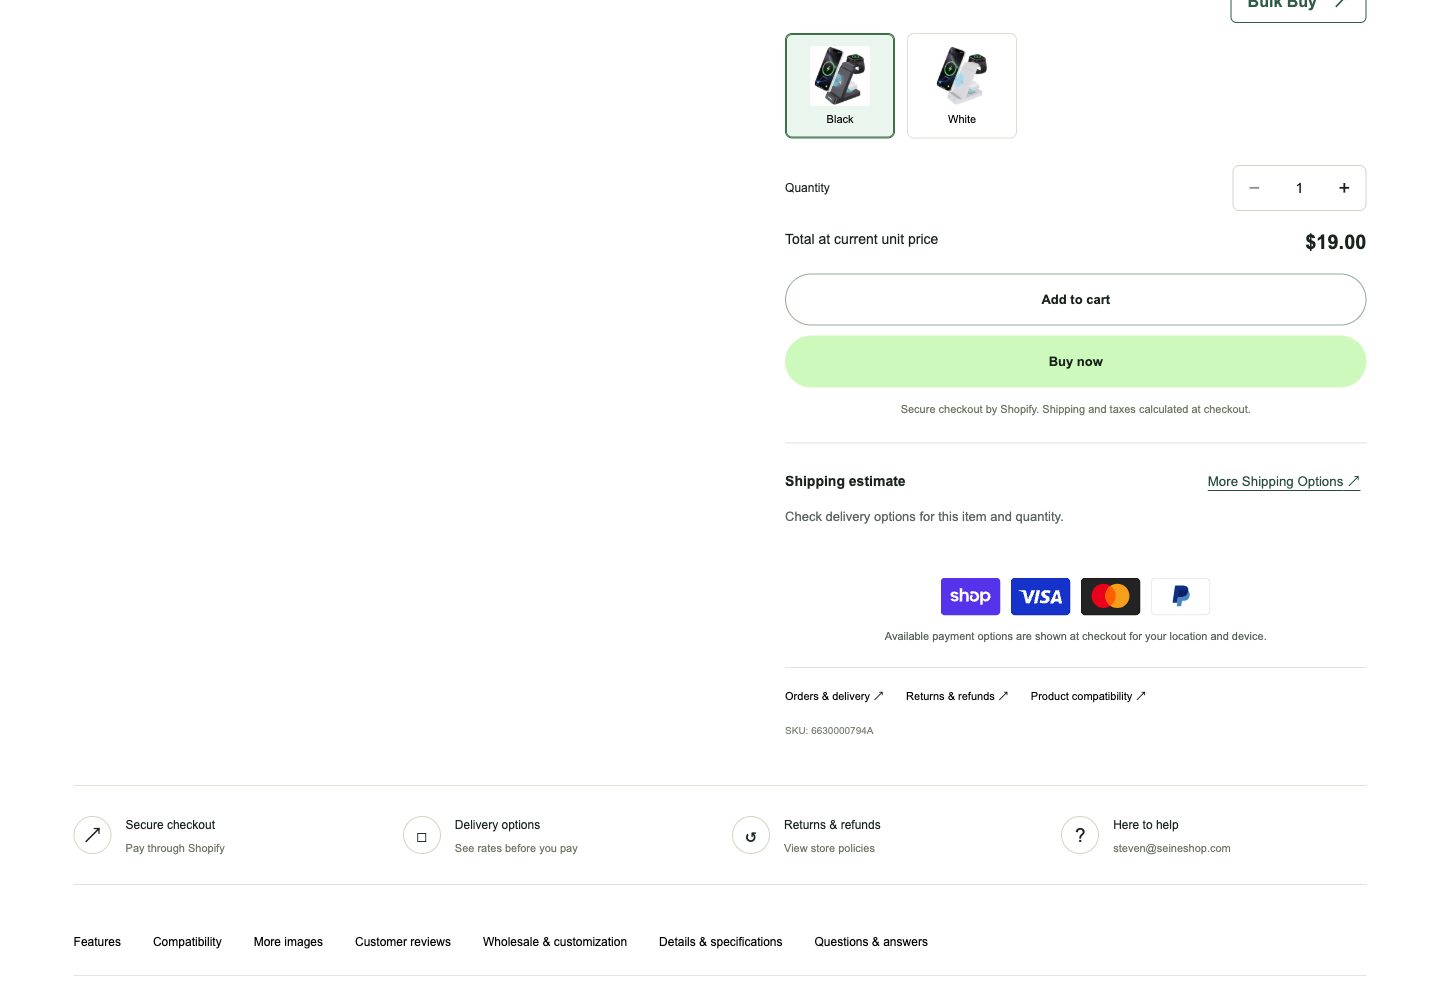 Bulk Buy ↗
Black
White
Quantity
− 1 +
Total at current unit price
$19.00
Add to cart
Buy now
Secure checkout by Shopify. Shipping and taxes calculated at checkout.
Shipping estimate
More Shipping Options ↗
Check delivery options for this item and quantity.
shop VISA
Available payment options are shown at checkout for your location and device.
Orders & delivery ↗ Returns & refunds ↗ Product compatibility ↗
SKU: 6630000794A
Secure checkout
Pay through Shopify
Delivery options
See rates before you pay
Returns & refunds
View store policies
?
Here to help
steven@seineshop.com
Features Compatibility More images Customer reviews Wholesale & customization Details & specifications Questions & answers